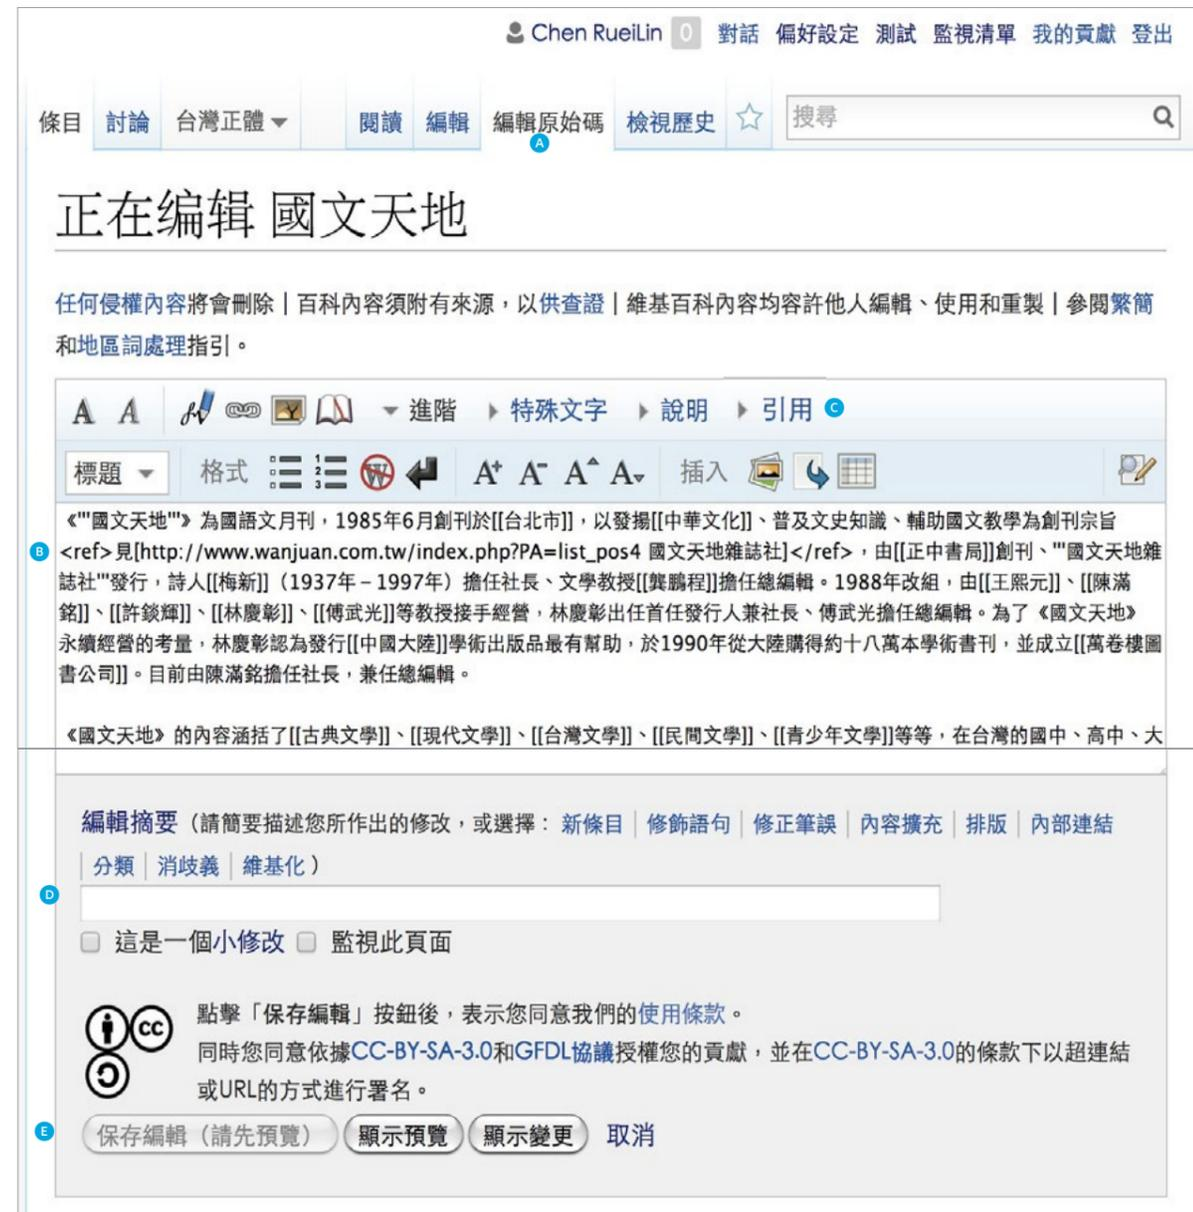 Chen RueiLin 0 對話 偏好設定 測試 監視清單 我的貢獻 登出
條目 討論 台灣正體 閱讀 編輯 編輯原始碼 檢視歷史 搜尋
A
正在编辑 國文天地
任何侵權內容將會刪除 | 百科內容須附有來源，以供查證 | 維基百科內容均容許他人編輯、使用和重製 | 參閱繁簡
和地區詞處理指引。
A A 進階 特殊文字 說明 引用 C
標題 格式 A+ A- A^ A 插入
《'''國文天地'''》為國語文月刊，1985年6月創刊於[[台北市]]，以發揚[[中華文化]]、普及文史知識、輔助國文教學為創刊宗旨
B <ref>見[http://www.wanjuan.com.tw/index.php?PA=list_pos4 國文天地雜誌社]</ref>，由[[正中書局]]創刊、'''國文天地雜
誌社'''發行，詩人[[梅新]]（1937年－1997年）擔任社長、文學教授[[龔鵬程]]擔任總編輯。1988年改組，由[[王熙元]]、[[陳滿
銘]]、[[許錟輝]]、[[林慶彰]]、[[傅武光]]等教授接手經營，林慶彰出任首任發行人兼社長、傅武光擔任總編輯。為了《國文天地》
永續經營的考量，林慶彰認為發行[[中國大陸]]學術出版品最有幫助，於1990年從大陸購得約十八萬本學術書刊，並成立[[萬卷樓圖
書公司]]。目前由陳滿銘擔任社長，兼任總編輯。
《國文天地》的內容涵括了[[古典文學]]、[[現代文學]]、[[台灣文學]]、[[民間文學]]、[[青少年文學]]等等，在台灣的國中、高中、大
編輯摘要（請簡要描述您所作出的修改，或選擇：新條目 | 修飾語句 | 修正筆誤 | 內容擴充 | 排版 | 內部連結
| 分類 | 消歧義 | 維基化）
D
這是一個小修改 監視此頁面
點擊「保存編輯」按鈕後，表示您同意我們的使用條款。
cc 同時您同意依據CC-BY-SA-3.0和GFDL協議授權您的貢獻，並在CC-BY-SA-3.0的條款下以超連結
或URL的方式進行署名。
E 保存編輯（請先預覽） 顯示預覽 顯示變更 取消